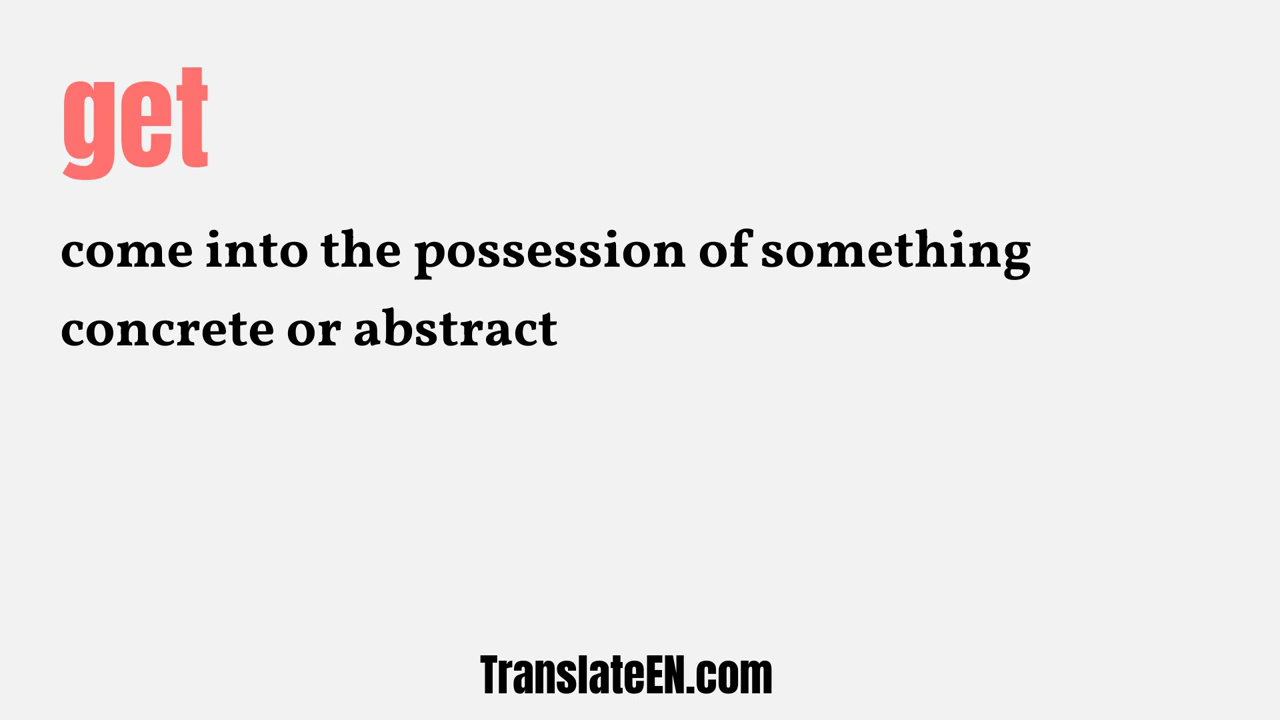 get
come into the possession of something
concrete or abstract
TranslateEN.com